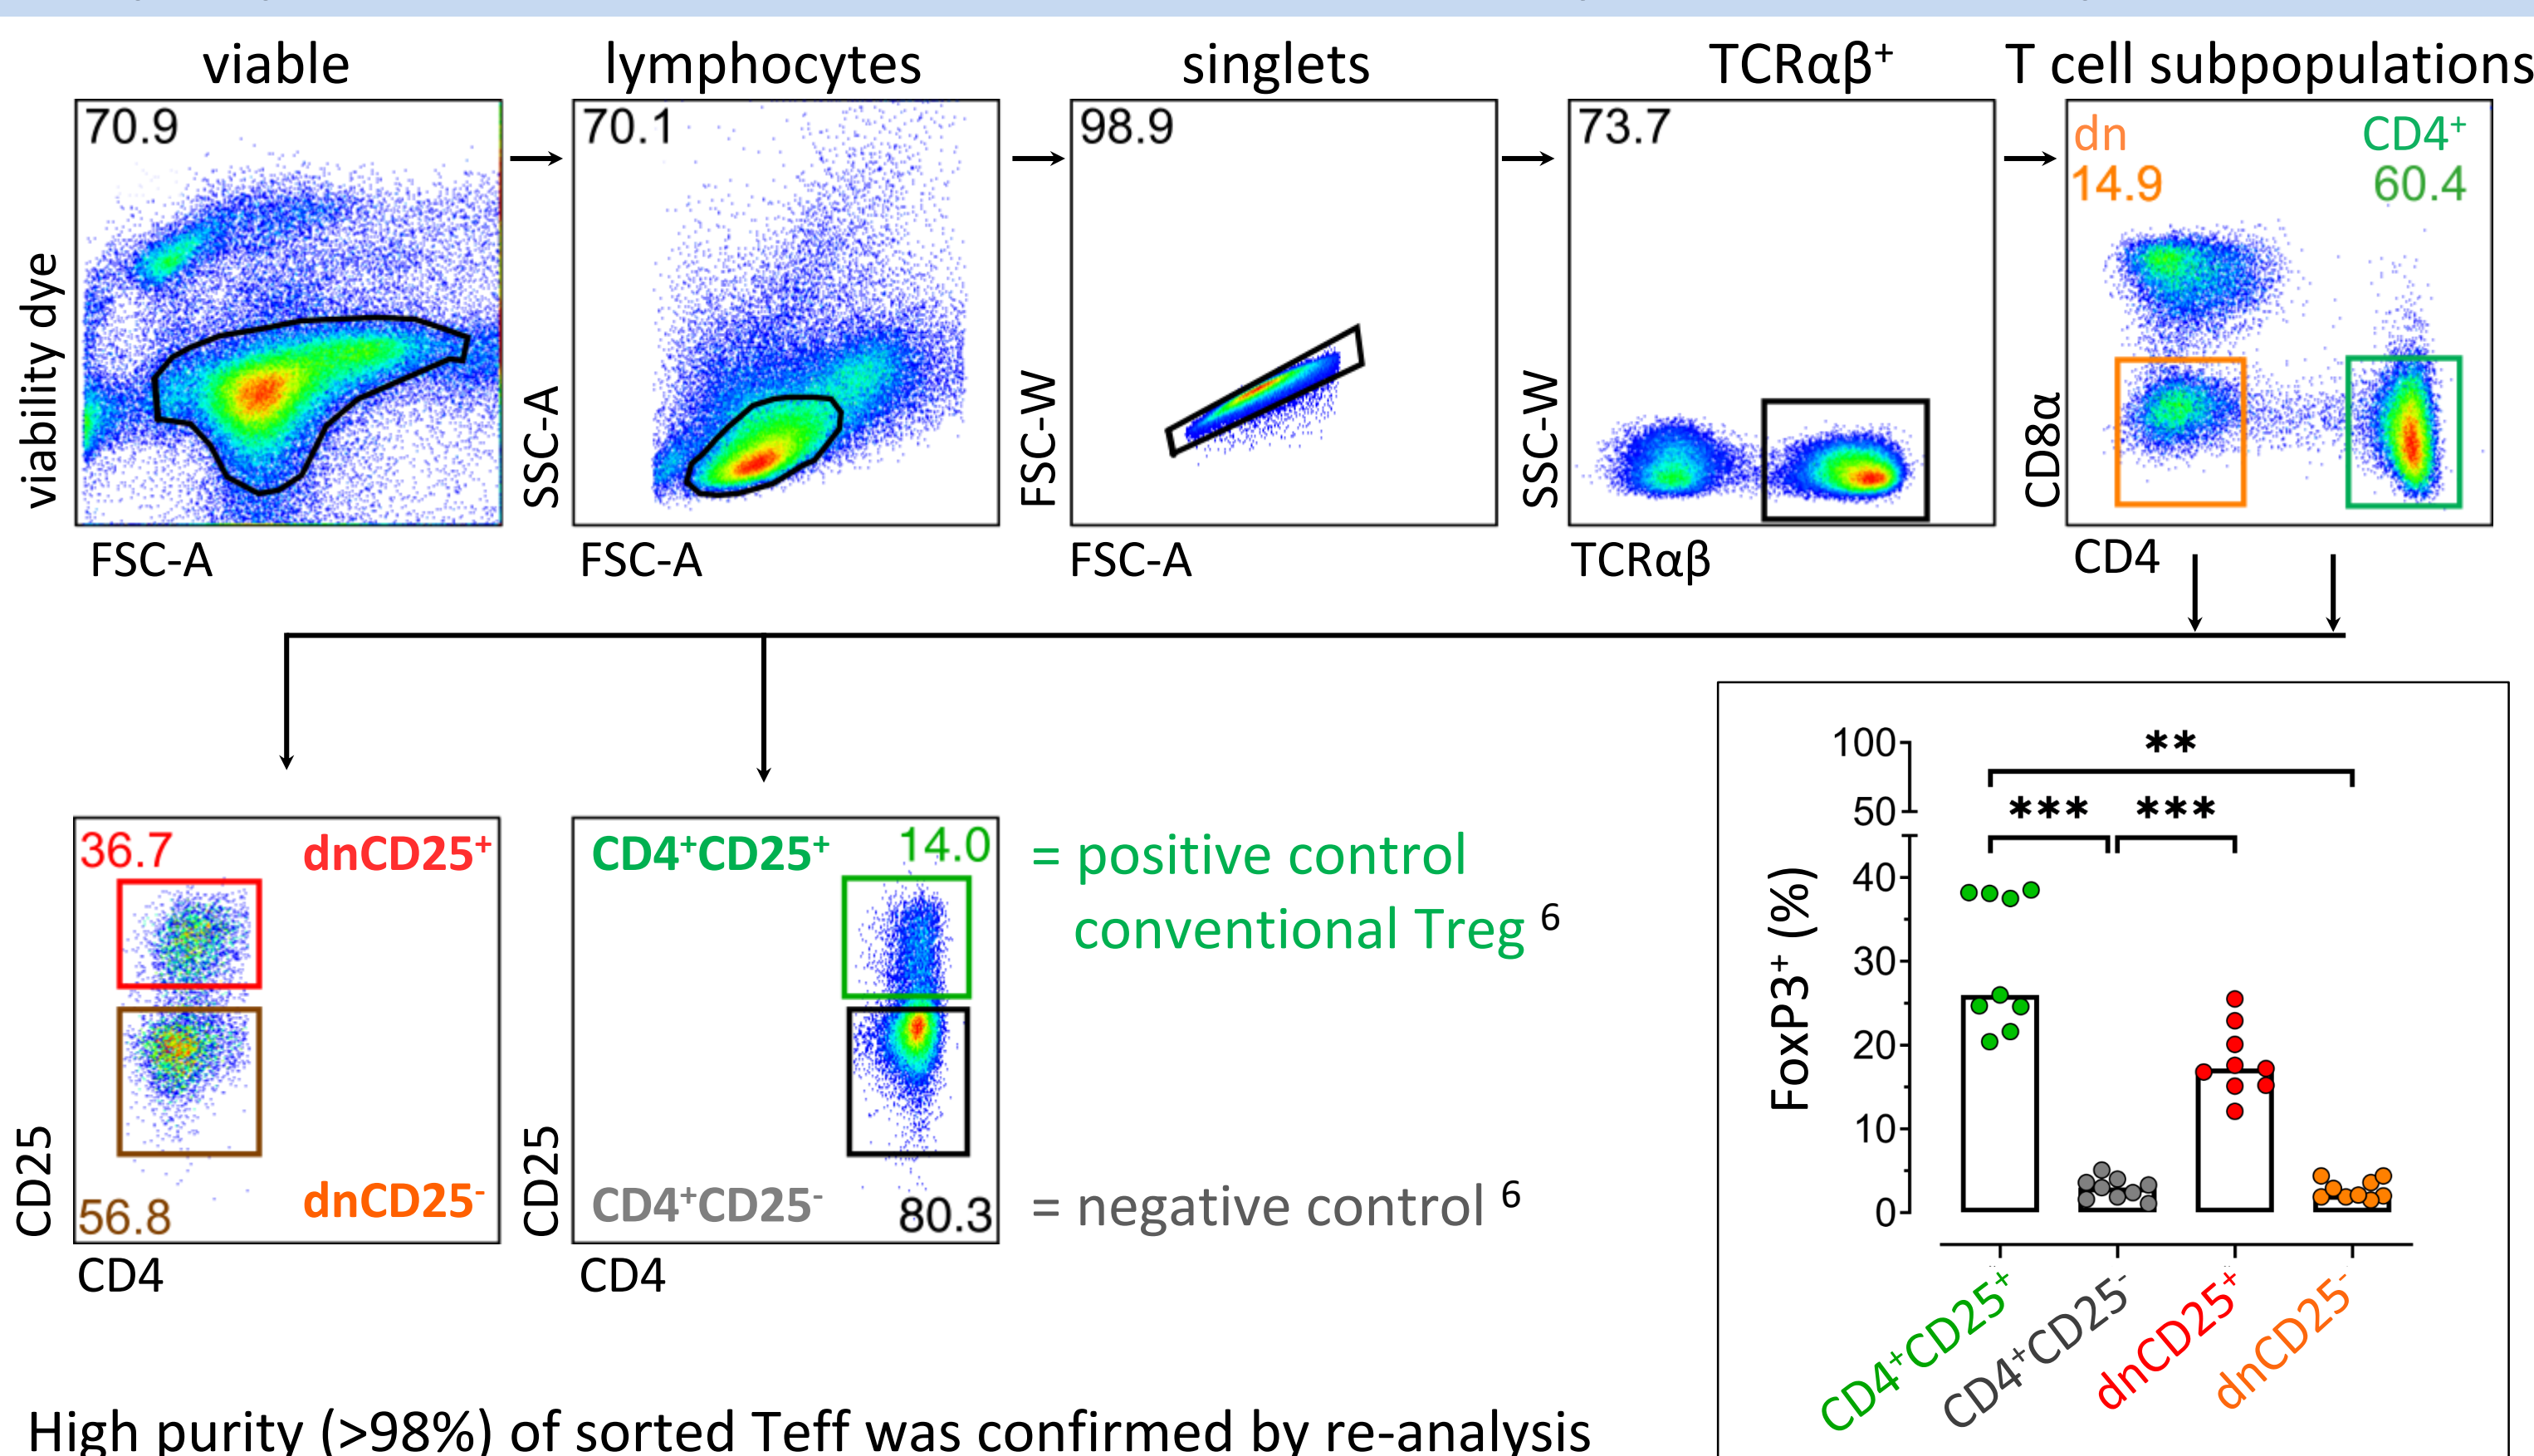 viable
lymphocytes
singlets
TCRαβ⁺
T cell subpopulations
70.9
70.1
98.9
73.7
dn
14.9
CD4⁺
60.4
viability dye
SSC-A
FSC-W
SSC-W
CD8α
FSC-A
FSC-A
FSC-A
TCRαβ
CD4
36.7
dnCD25⁺
CD4⁺CD25⁺
14.0
= positive control
conventional Treg ⁶
CD25
56.8
dnCD25⁻
CD25
CD4⁺CD25⁻
80.3
= negative control ⁶
CD4
CD4
**
***
***
FoxP3⁺ (%)
100
50
40
30
20
10
0
CD4⁺CD25⁺
CD4⁺CD25⁻
dnCD25⁺
dnCD25⁻
High purity (>98%) of sorted Teff was confirmed by re-analysis